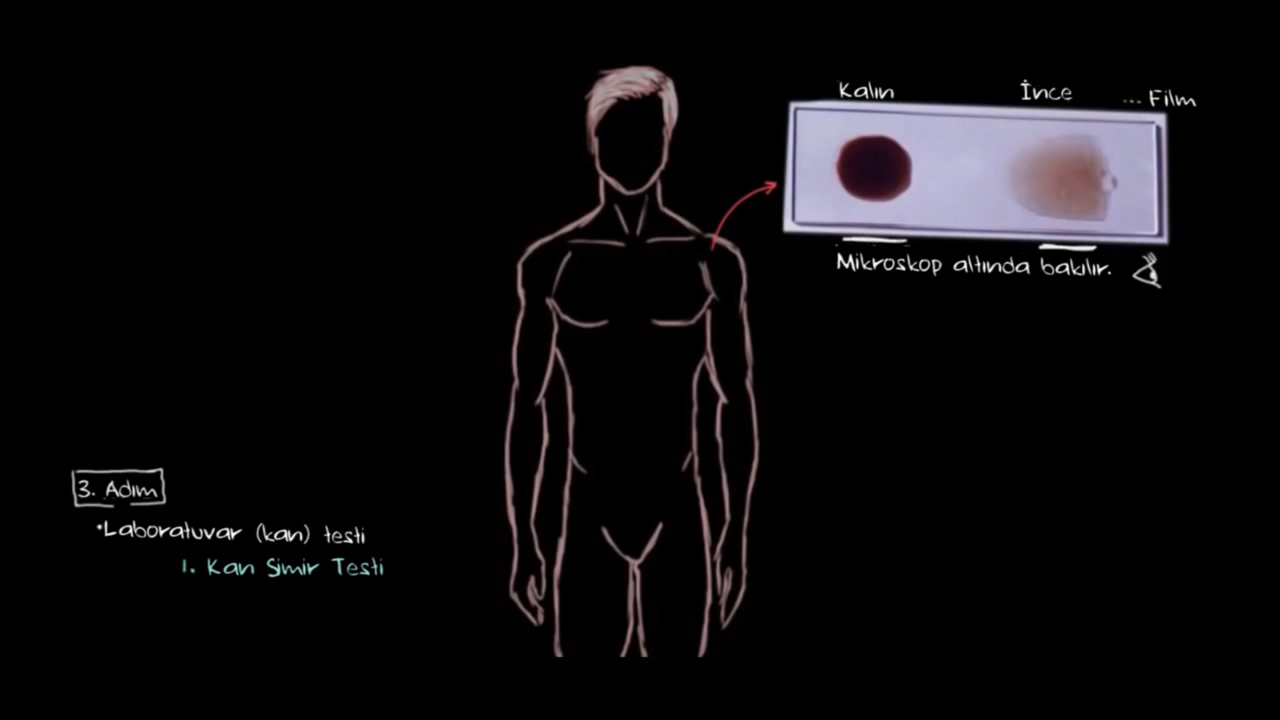 Kalın İnce ... Film
Mikroskop altında bakılır.
3. Adım
•Laboratuvar (kan) testi
1. Kan Simir Testi